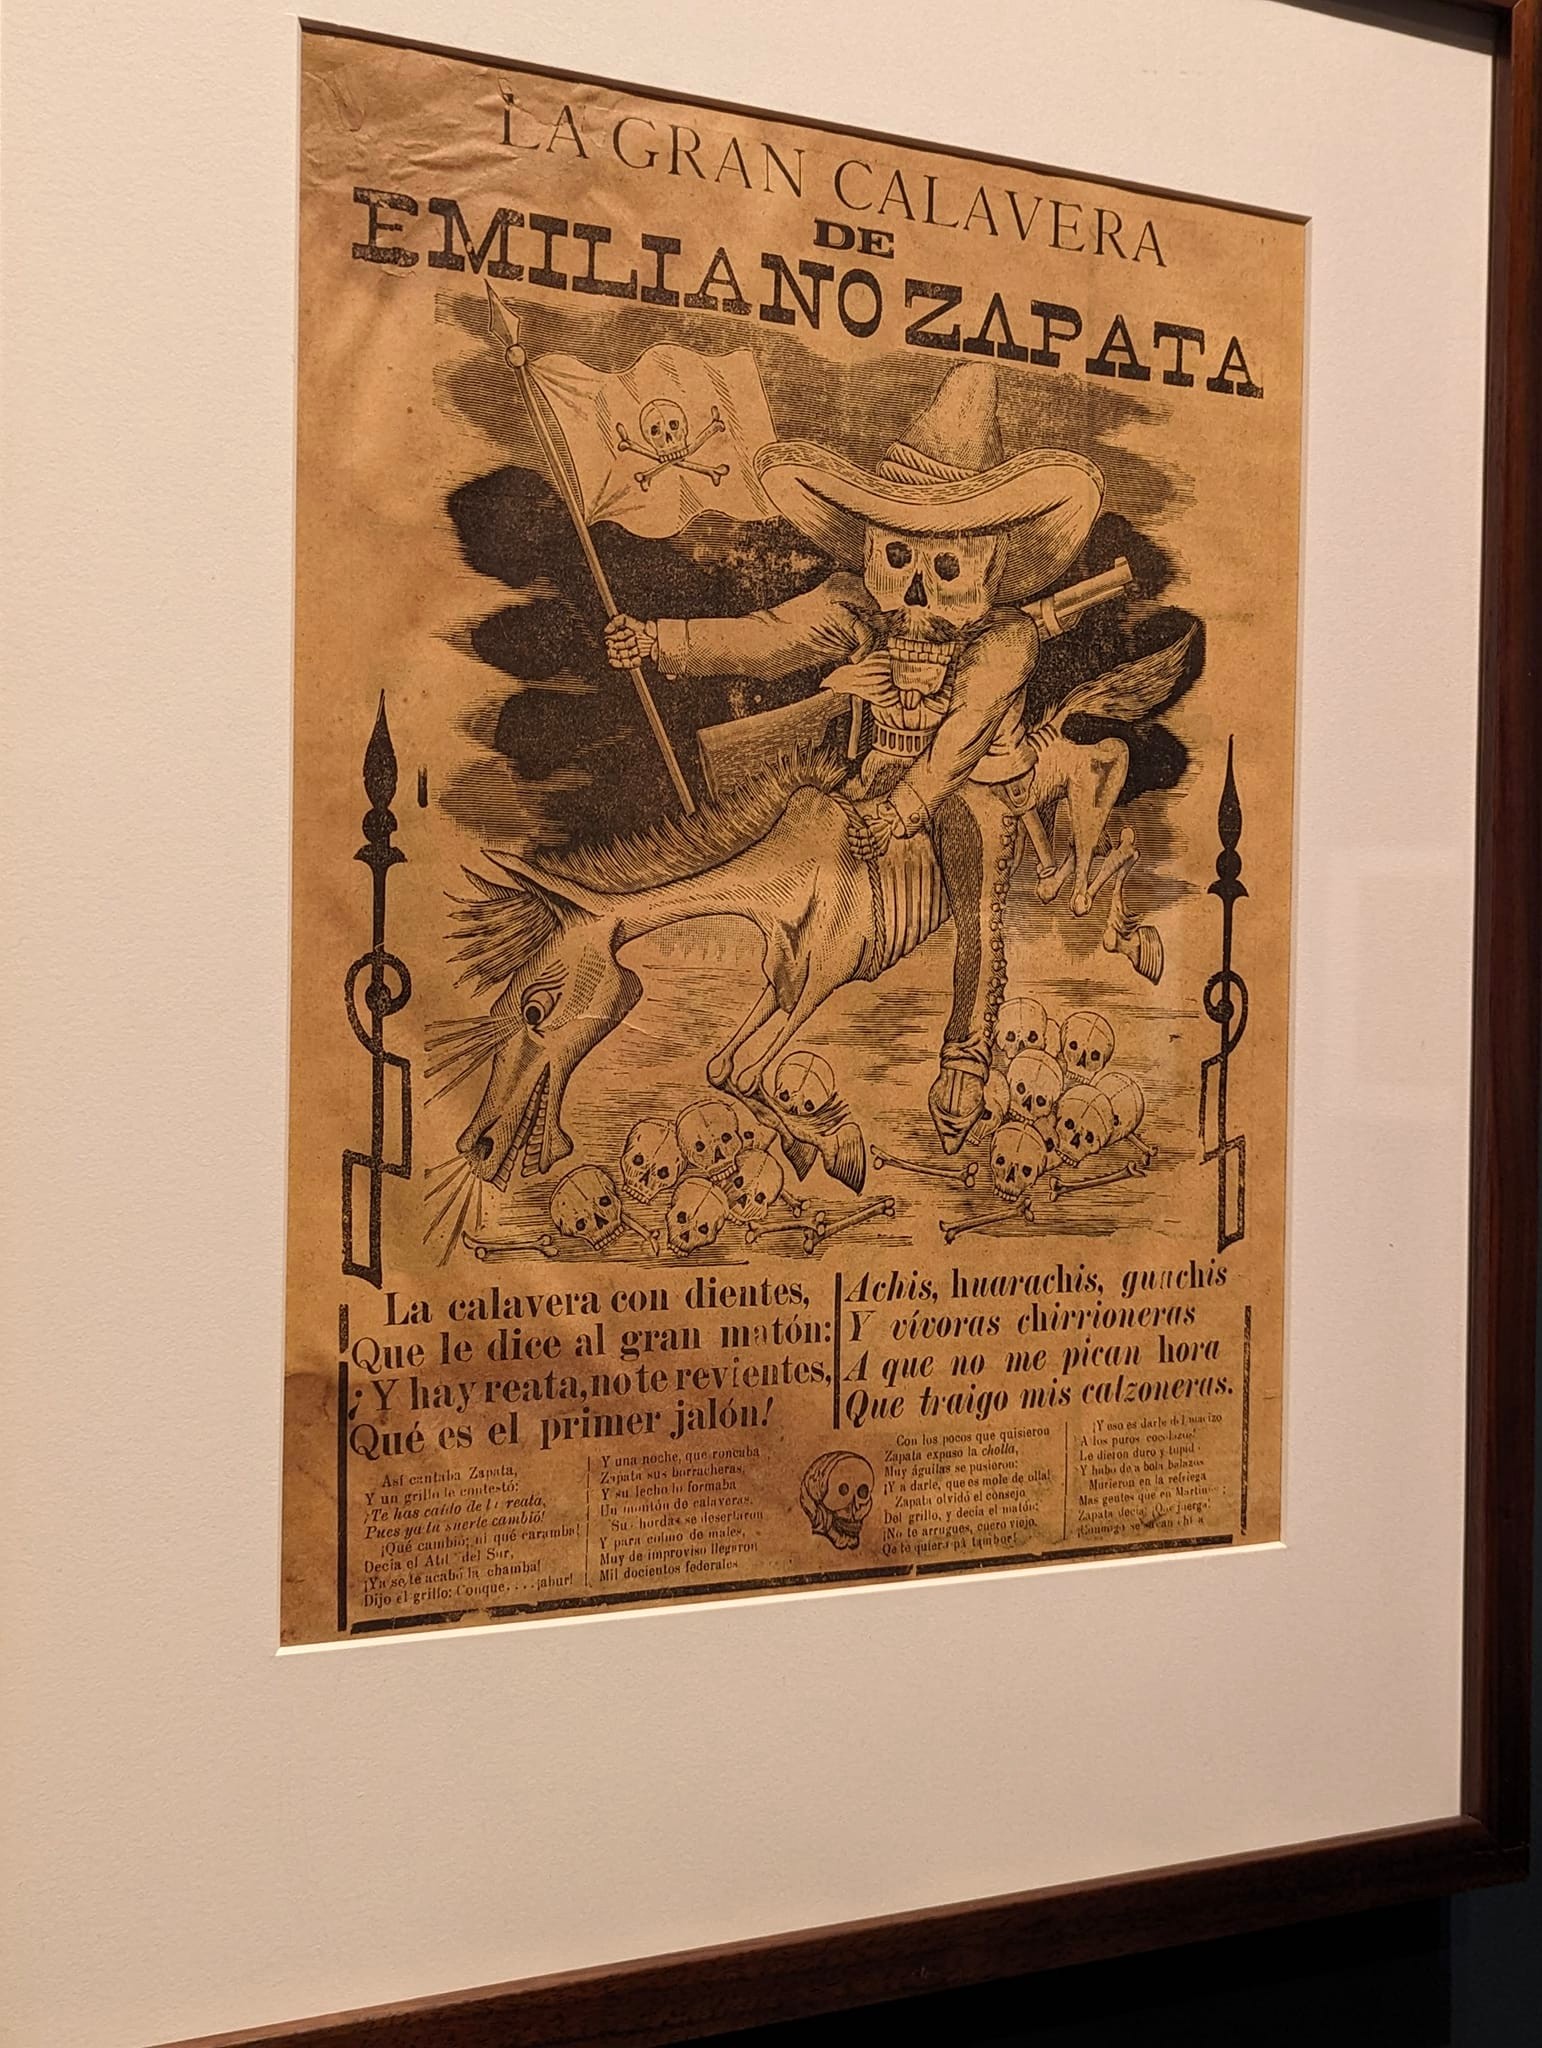 LA GRAN CALAVERA
DE
EMILIANO ZAPATA
La calavera con dientes,
Que le dice al gran matón:
¡Y hay reata, no te revientes,
Qué es el primer jalón!
Achis, huarachis, guachis
Y vívoras chirrioneras
A que no me pican hora
Que traigo mis calzoneras.
Así cantaba Zapata,
Y un grillo le contestó:
¡Te has caído de la reata,
Pues ya tu suerte cambió!
¡Qué cambió; ni qué caramba!
Decía el del Sur,
¡Ya se te acabó la chamba!
Dijo el grillo: Conque....¡abur!
Y una noche, que roncaba
Zapata sus borracheras,
Y su lecho lo formaba
Un montón de calaveras,
Sus hordas se desertaron
Y para colmo de males,
Muy de improviso llegaron
Mil docientos federales
Con los pocos que quisieron
Zapata expuso la cholla,
Muy águilas se pusieron:
¡Y a darle, que es mole de olla!
Zapata olvidó el consejo
Del grillo, y decía el matón:
¡No te arrugues, cuero viejo,
Qe te quiero pa tambor!
¡Y eso es darle del macizo
A los puros
Le dieron duro y
Y hubo de a bola balazos
Murieron en la refriega
Mas gentes que en
Zapata decía: ¡Que juerga!
¡Conmigo se